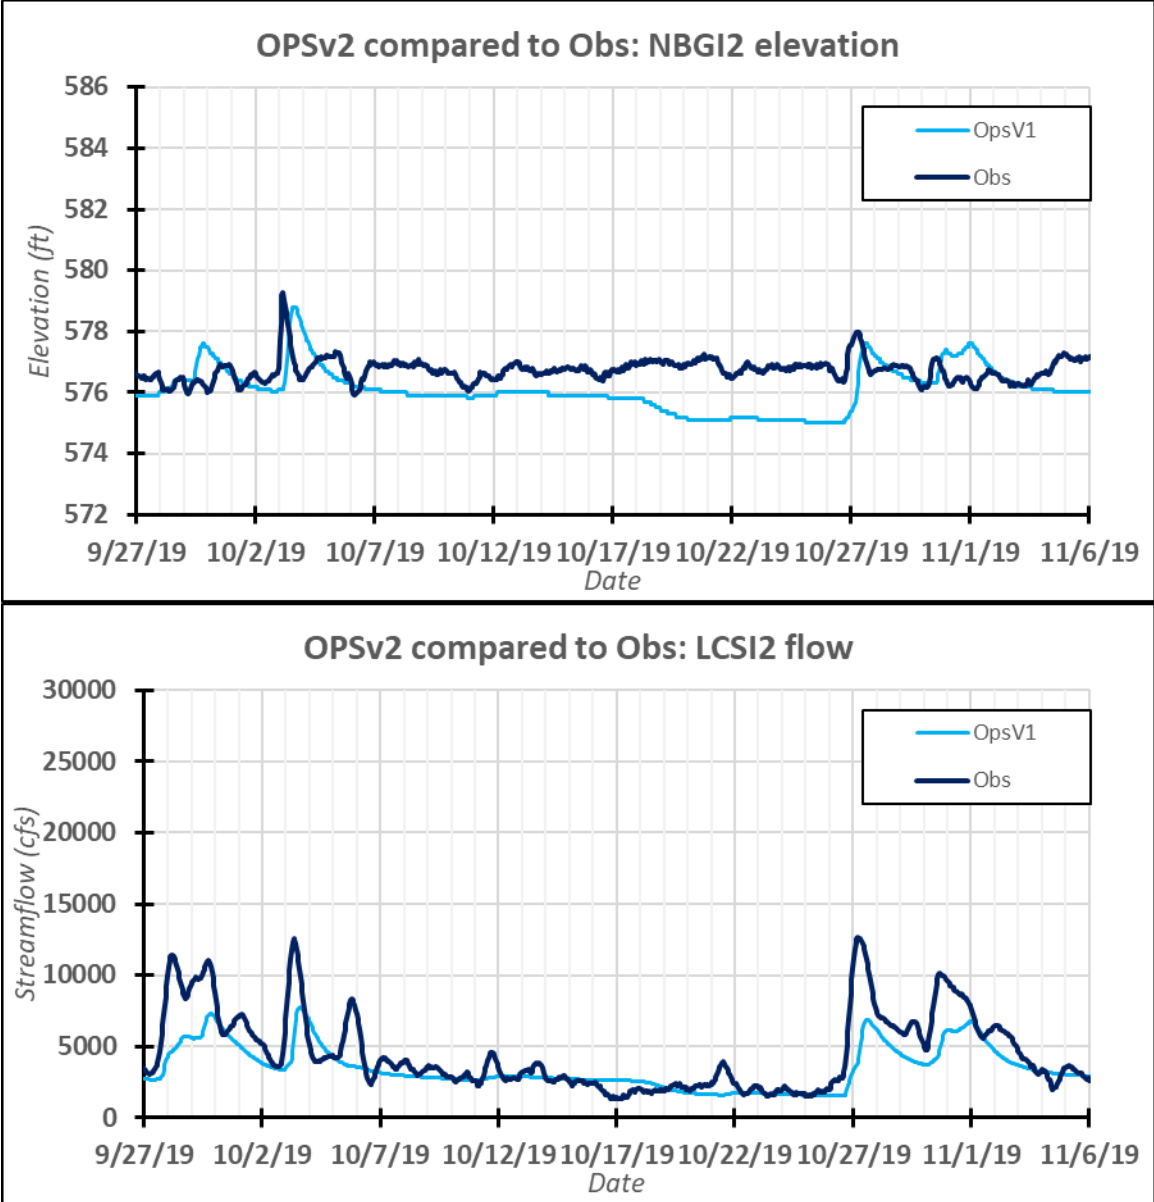 OPSv2 compared to Obs: NBGI2 elevation
586
584
582
580
578
576
574
572
Elevation (ft)
OpsV1
Obs
9/27/19 10/2/19 10/7/19 10/12/19 10/17/19 10/22/19 10/27/19 11/1/19 11/6/19
Date
OPSv2 compared to Obs: LCSI2 flow
30000
25000
20000
15000
10000
5000
0
Streamflow (cfs)
OpsV1
Obs
9/27/19 10/2/19 10/7/19 10/12/19 10/17/19 10/22/19 10/27/19 11/1/19 11/6/19
Date